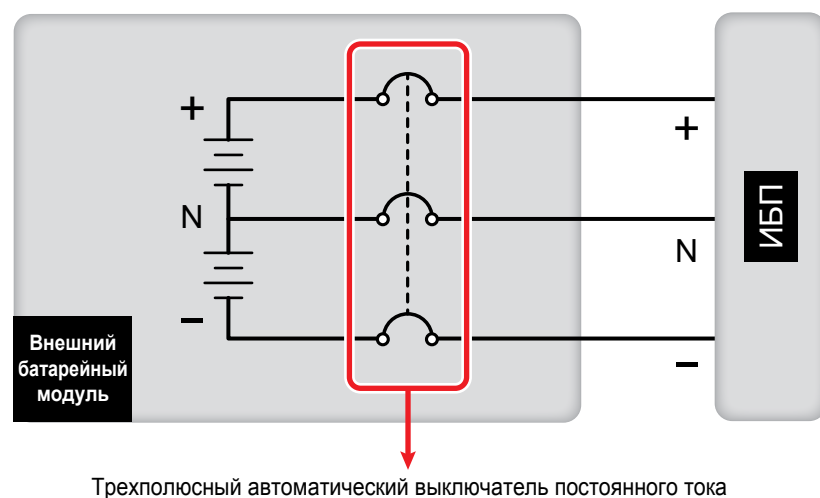 +
+
N
N
ИБП
−
−
Внешний
батарейный
модуль
Трехполюсный автоматический выключатель постоянного тока